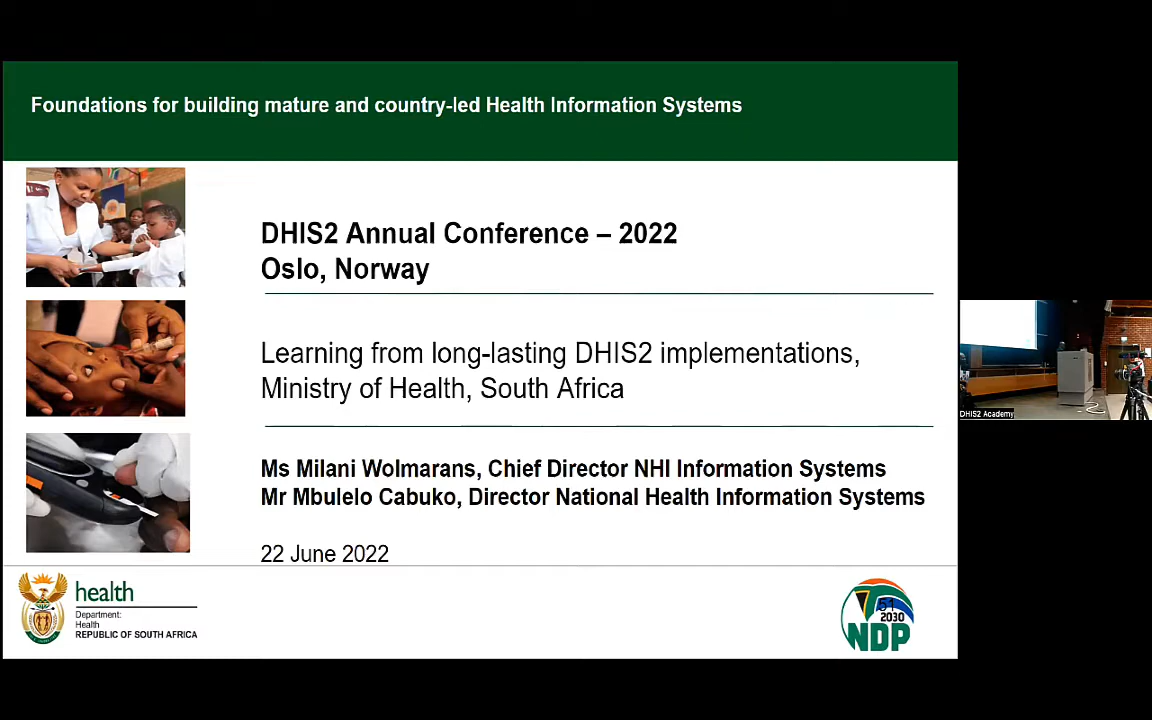 Foundations for building mature and country-led Health Information Systems
DHIS2 Annual Conference – 2022
Oslo, Norway
Learning from long-lasting DHIS2 implementations,
Ministry of Health, South Africa
Ms Milani Wolmarans, Chief Director NHI Information Systems
Mr Mbulelo Cabuko, Director National Health Information Systems
22 June 2022
health
Department:
Health
REPUBLIC OF SOUTH AFRICA
51
2030
NDP
DHIS2 Academy